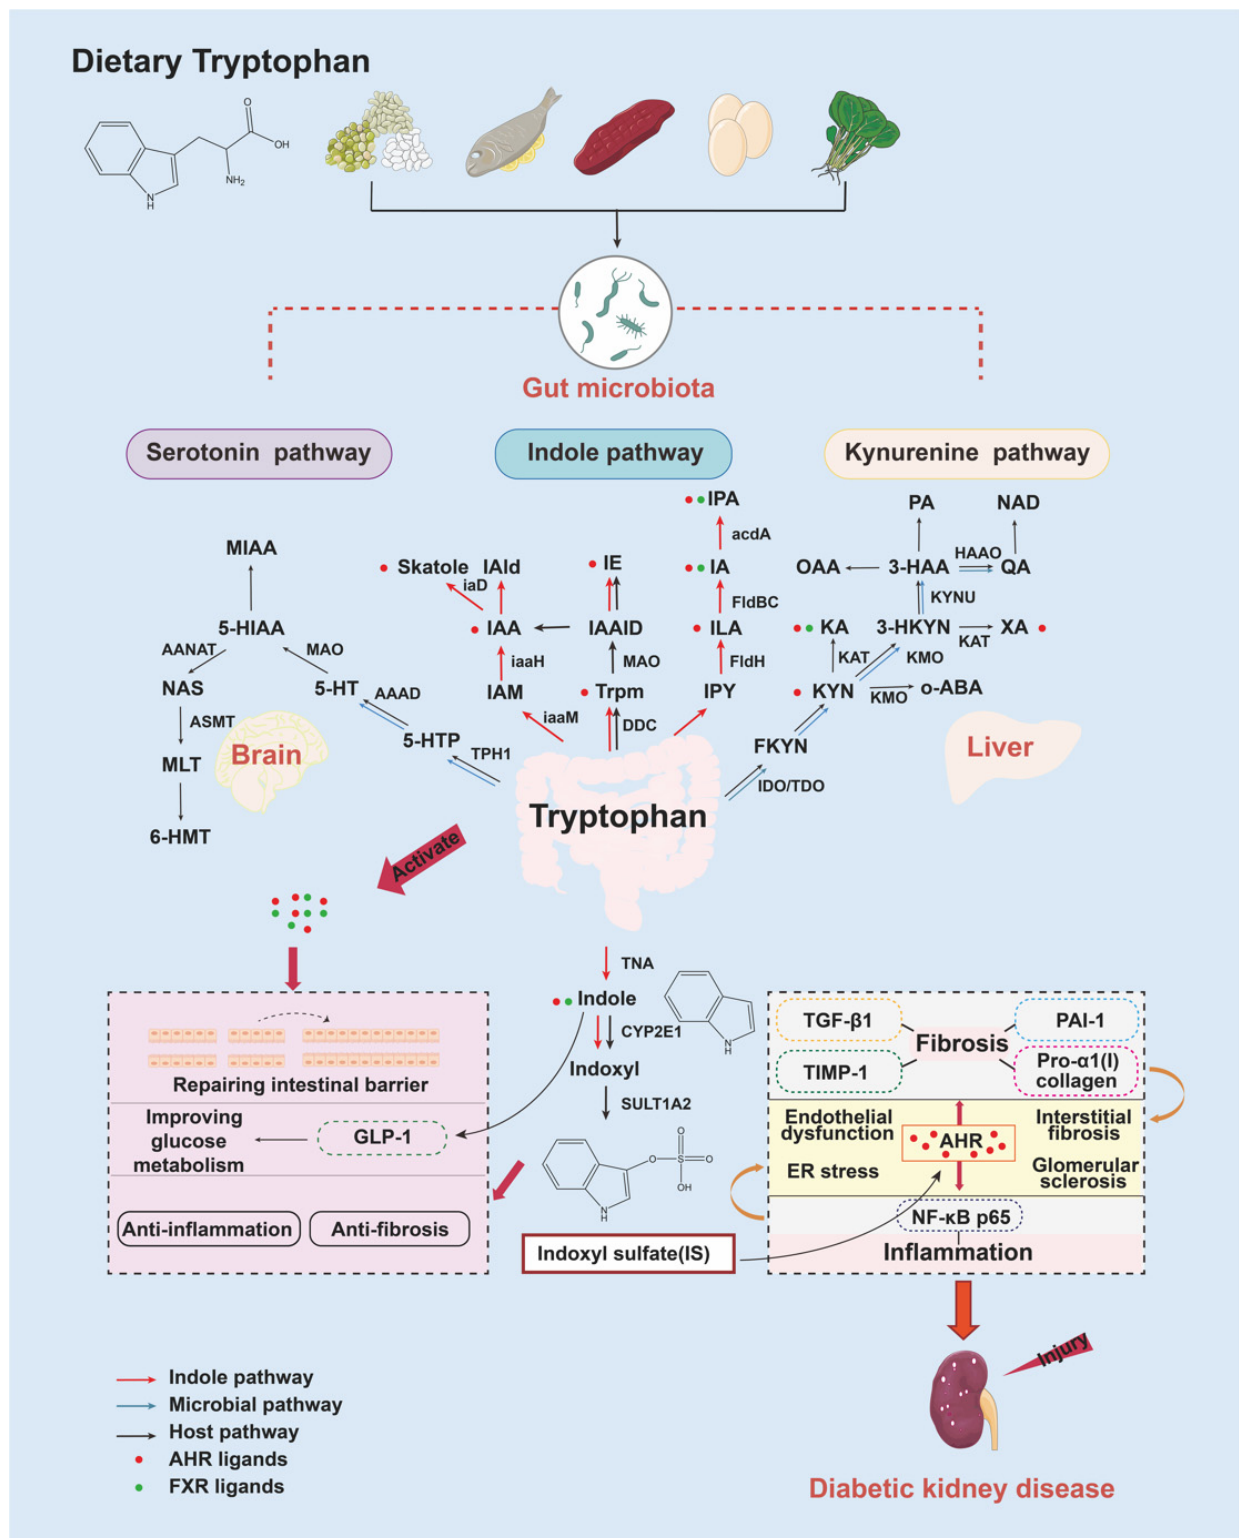 Dietary Tryptophan
O
OH
NH2
N
H
Gut microbiota
Serotonin pathway
Indole pathway
Kynurenine pathway
MIAA
5-HIAA
AANAT
MAO
NAS
5-HT
AAAD
ASMT
5-HTP
TPH1
MLT
Brain
6-HMT
Skatole
IAld
iaD
IAA
iaaH
IAM
iaaM
IE
IAAlD
MAO
Trpm
DDC
IPA
acdA
IA
FldBC
ILA
FldH
IPY
PA
NAD
OAA
3-HAA
HAAO
QA
KYNU
KA
3-HKYN
KAT
XA
KAT
KMO
KYN
KMO
o-ABA
FKYN
IDO/TDO
Liver
Tryptophan
Activate
TNA
Indole
CYP2E1
N
H
Indoxyl
SULT1A2
O
O
S
O
OH
N
H
Indoxyl sulfate(IS)
Repairing intestinal barrier
Improving
glucose
metabolism
GLP-1
Anti-inflammation
Anti-fibrosis
TGF-β1
PAI-1
Fibrosis
TIMP-1
Pro-α1(I)
collagen
Endothelial
dysfunction
Interstitial
fibrosis
AHR
ER stress
Glomerular
sclerosis
NF-κB p65
Inflammation
Injury
Diabetic kidney disease
Indole pathway
Microbial pathway
Host pathway
AHR ligands
FXR ligands